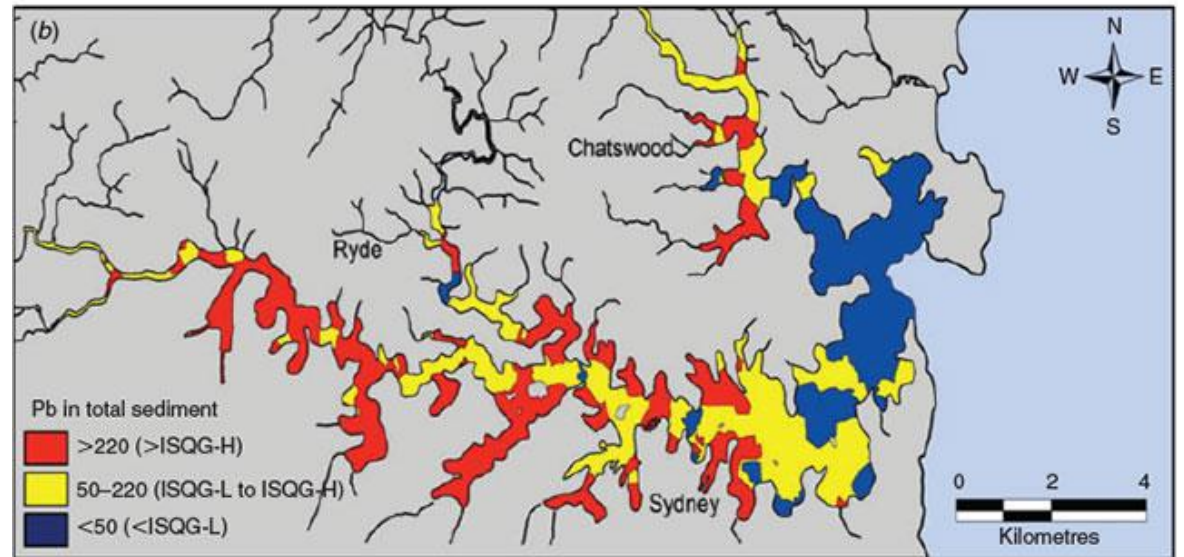 (b)
N
W E
S
Chatswood
Ryde
Pb in total sediment
>220 (>ISQG-H)
50–220 (ISQG-L to ISQG-H)
<50 (<ISQG-L)
Sydney
0 2 4
Kilometres